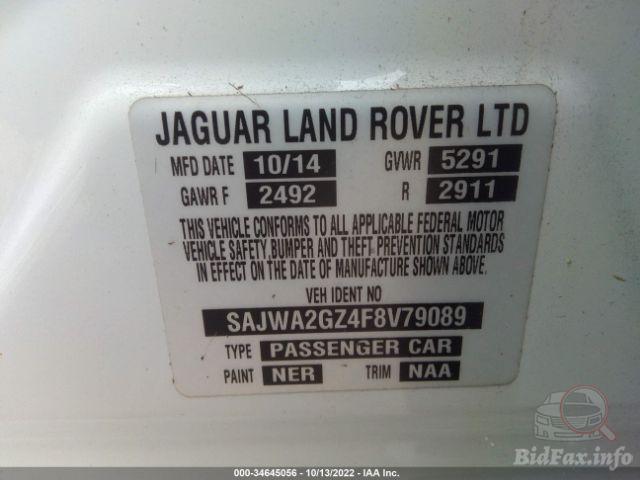 JAGUAR LAND ROVER LTD
MFD DATE 10/14 GVWR 5291
GAWR F 2492 R 2911
THIS VEHICLE CONFORMS TO ALL APPLICABLE FEDERAL MOTOR
VEHICLE SAFETY, BUMPER AND THEFT PREVENTION STANDARDS
IN EFFECT ON THE DATE OF MANUFACTURE SHOWN ABOVE.
VEH IDENT NO
SAJWA2GZ4F8V79089
TYPE PASSENGER CAR
PAINT NER TRIM NAA
BidFax.info
000-34645056 - 10/13/2022 - IAA Inc.